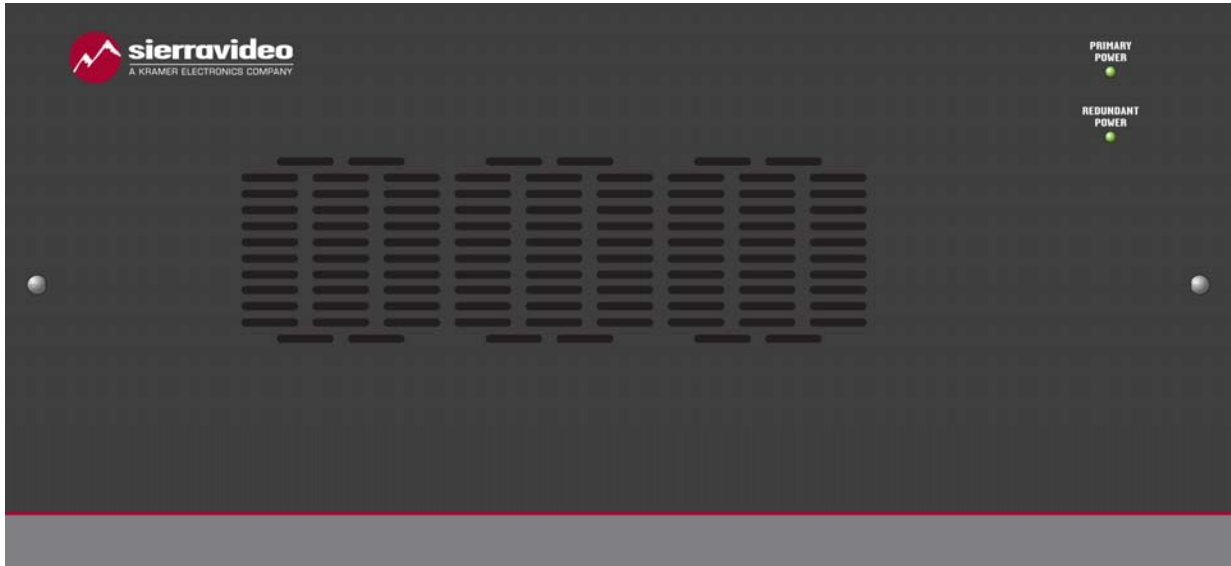 sierravideo
A KRAMER ELECTRONICS COMPANY
PRIMARY
POWER
REDUNDANT
POWER